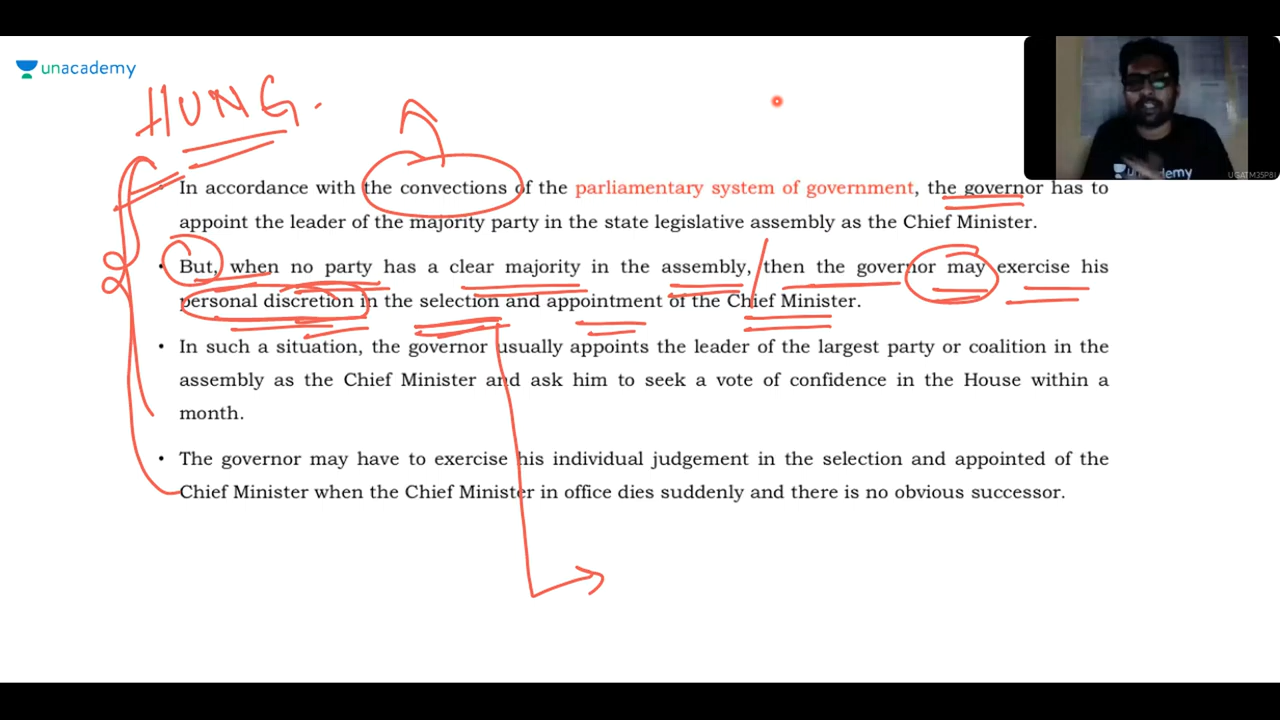 unacademy
HUNG.
• In accordance with the convections of the parliamentary system of government, the governor has to
appoint the leader of the majority party in the state legislative assembly as the Chief Minister.
• But, when no party has a clear majority in the assembly, then the governor may exercise his
personal discretion in the selection and appointment of the Chief Minister.
• In such a situation, the governor usually appoints the leader of the largest party or coalition in the
assembly as the Chief Minister and ask him to seek a vote of confidence in the House within a
month.
• The governor may have to exercise his individual judgement in the selection and appointed of the
Chief Minister when the Chief Minister in office dies suddenly and there is no obvious successor.
UGATM35P8I